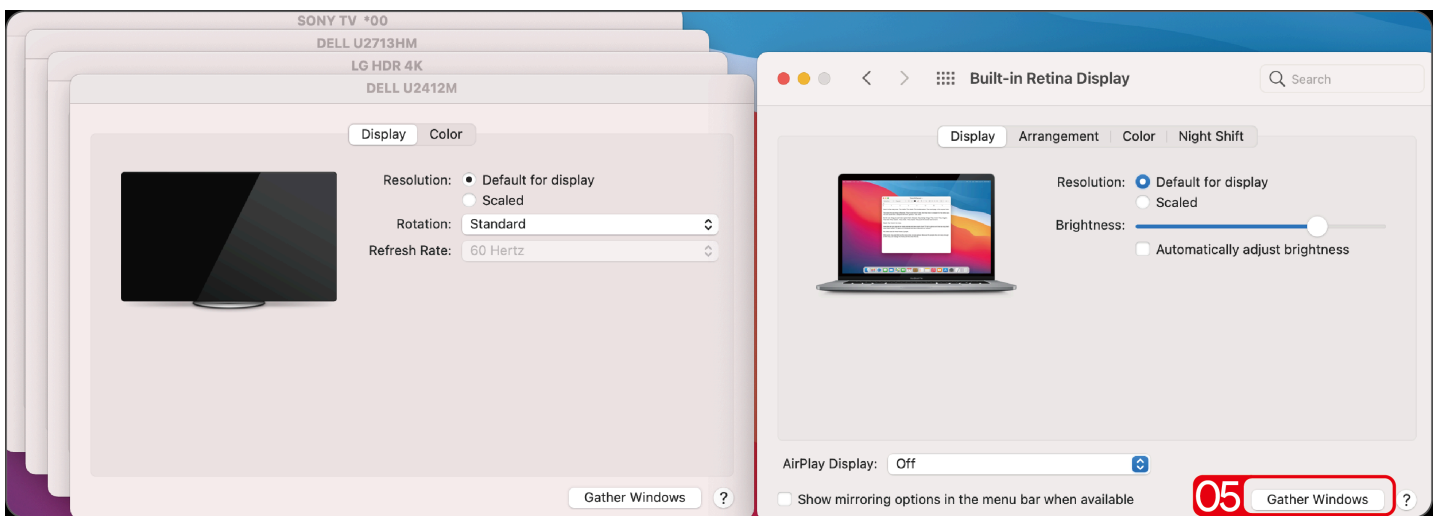 SONY TV *00
DELL U2713HM
LG HDR 4K
DELL U2412M
Display Color
Resolution: Default for display
Scaled
Rotation: Standard
Refresh Rate: 60 Hertz
Gather Windows ?
Built-in Retina Display Search
Display Arrangement Color Night Shift
Resolution: Default for display
Scaled
Brightness:
Automatically adjust brightness
AirPlay Display: Off
Show mirroring options in the menu bar when available
05 Gather Windows ?